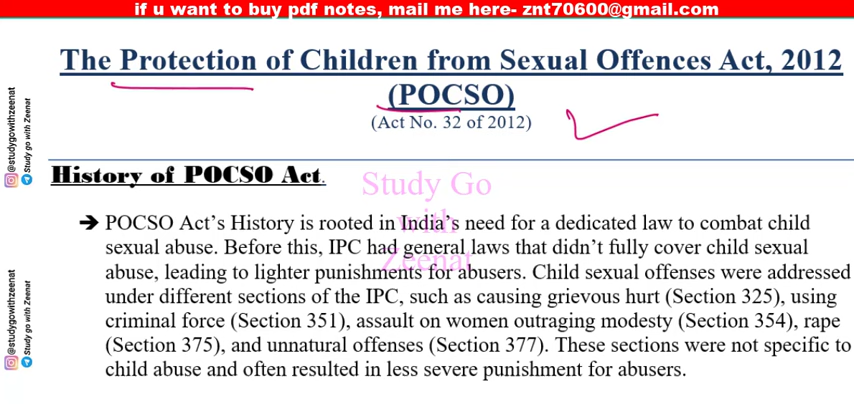 if u want to buy pdf notes, mail me here- znt70600@gmail.com
The Protection of Children from Sexual Offences Act, 2012
(POCSO)
(Act No. 32 of 2012)
History of POCSO Act.
Study Go
with
Zeenat
➔ POCSO Act’s History is rooted in India’s need for a dedicated law to combat child
sexual abuse. Before this, IPC had general laws that didn’t fully cover child sexual
abuse, leading to lighter punishments for abusers. Child sexual offenses were addressed
under different sections of the IPC, such as causing grievous hurt (Section 325), using
criminal force (Section 351), assault on women outraging modesty (Section 354), rape
(Section 375), and unnatural offenses (Section 377). These sections were not specific to
child abuse and often resulted in less severe punishment for abusers.
@studygowithzeenat
Study go with Zeenat
@studygowithzeenat
Study go with Zeenat